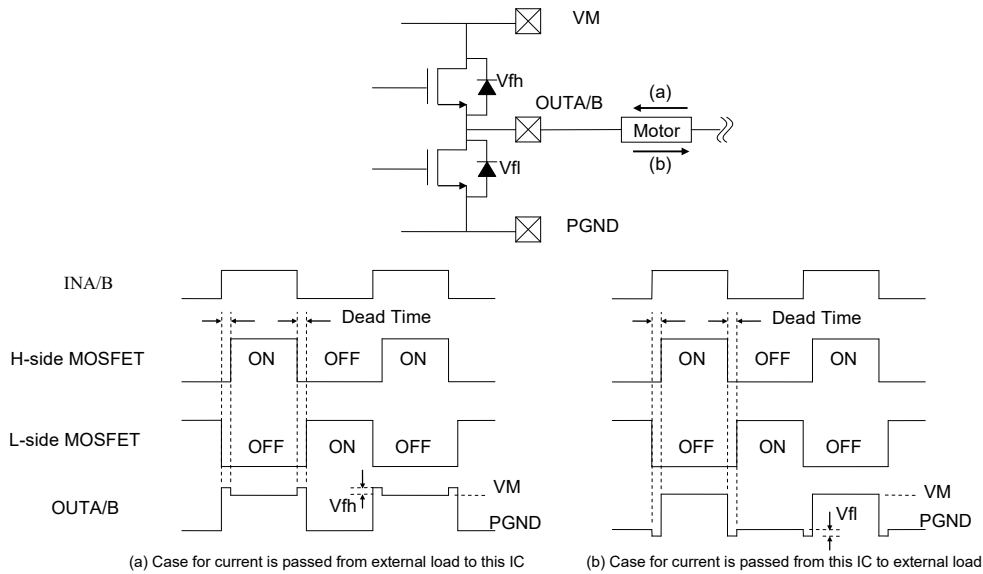 VM
Vfh
OUTA/B
(a)
Motor
(b)
Vfl
PGND
INA/B
Dead Time
H-side MOSFET
ON OFF ON
L-side MOSFET
OFF ON OFF
OUTA/B
Vfh
VM
PGND
(a) Case for current is passed from external load to this IC
Dead Time
ON OFF ON
OFF ON OFF
VM
Vfl
PGND
(b) Case for current is passed from this IC to external load